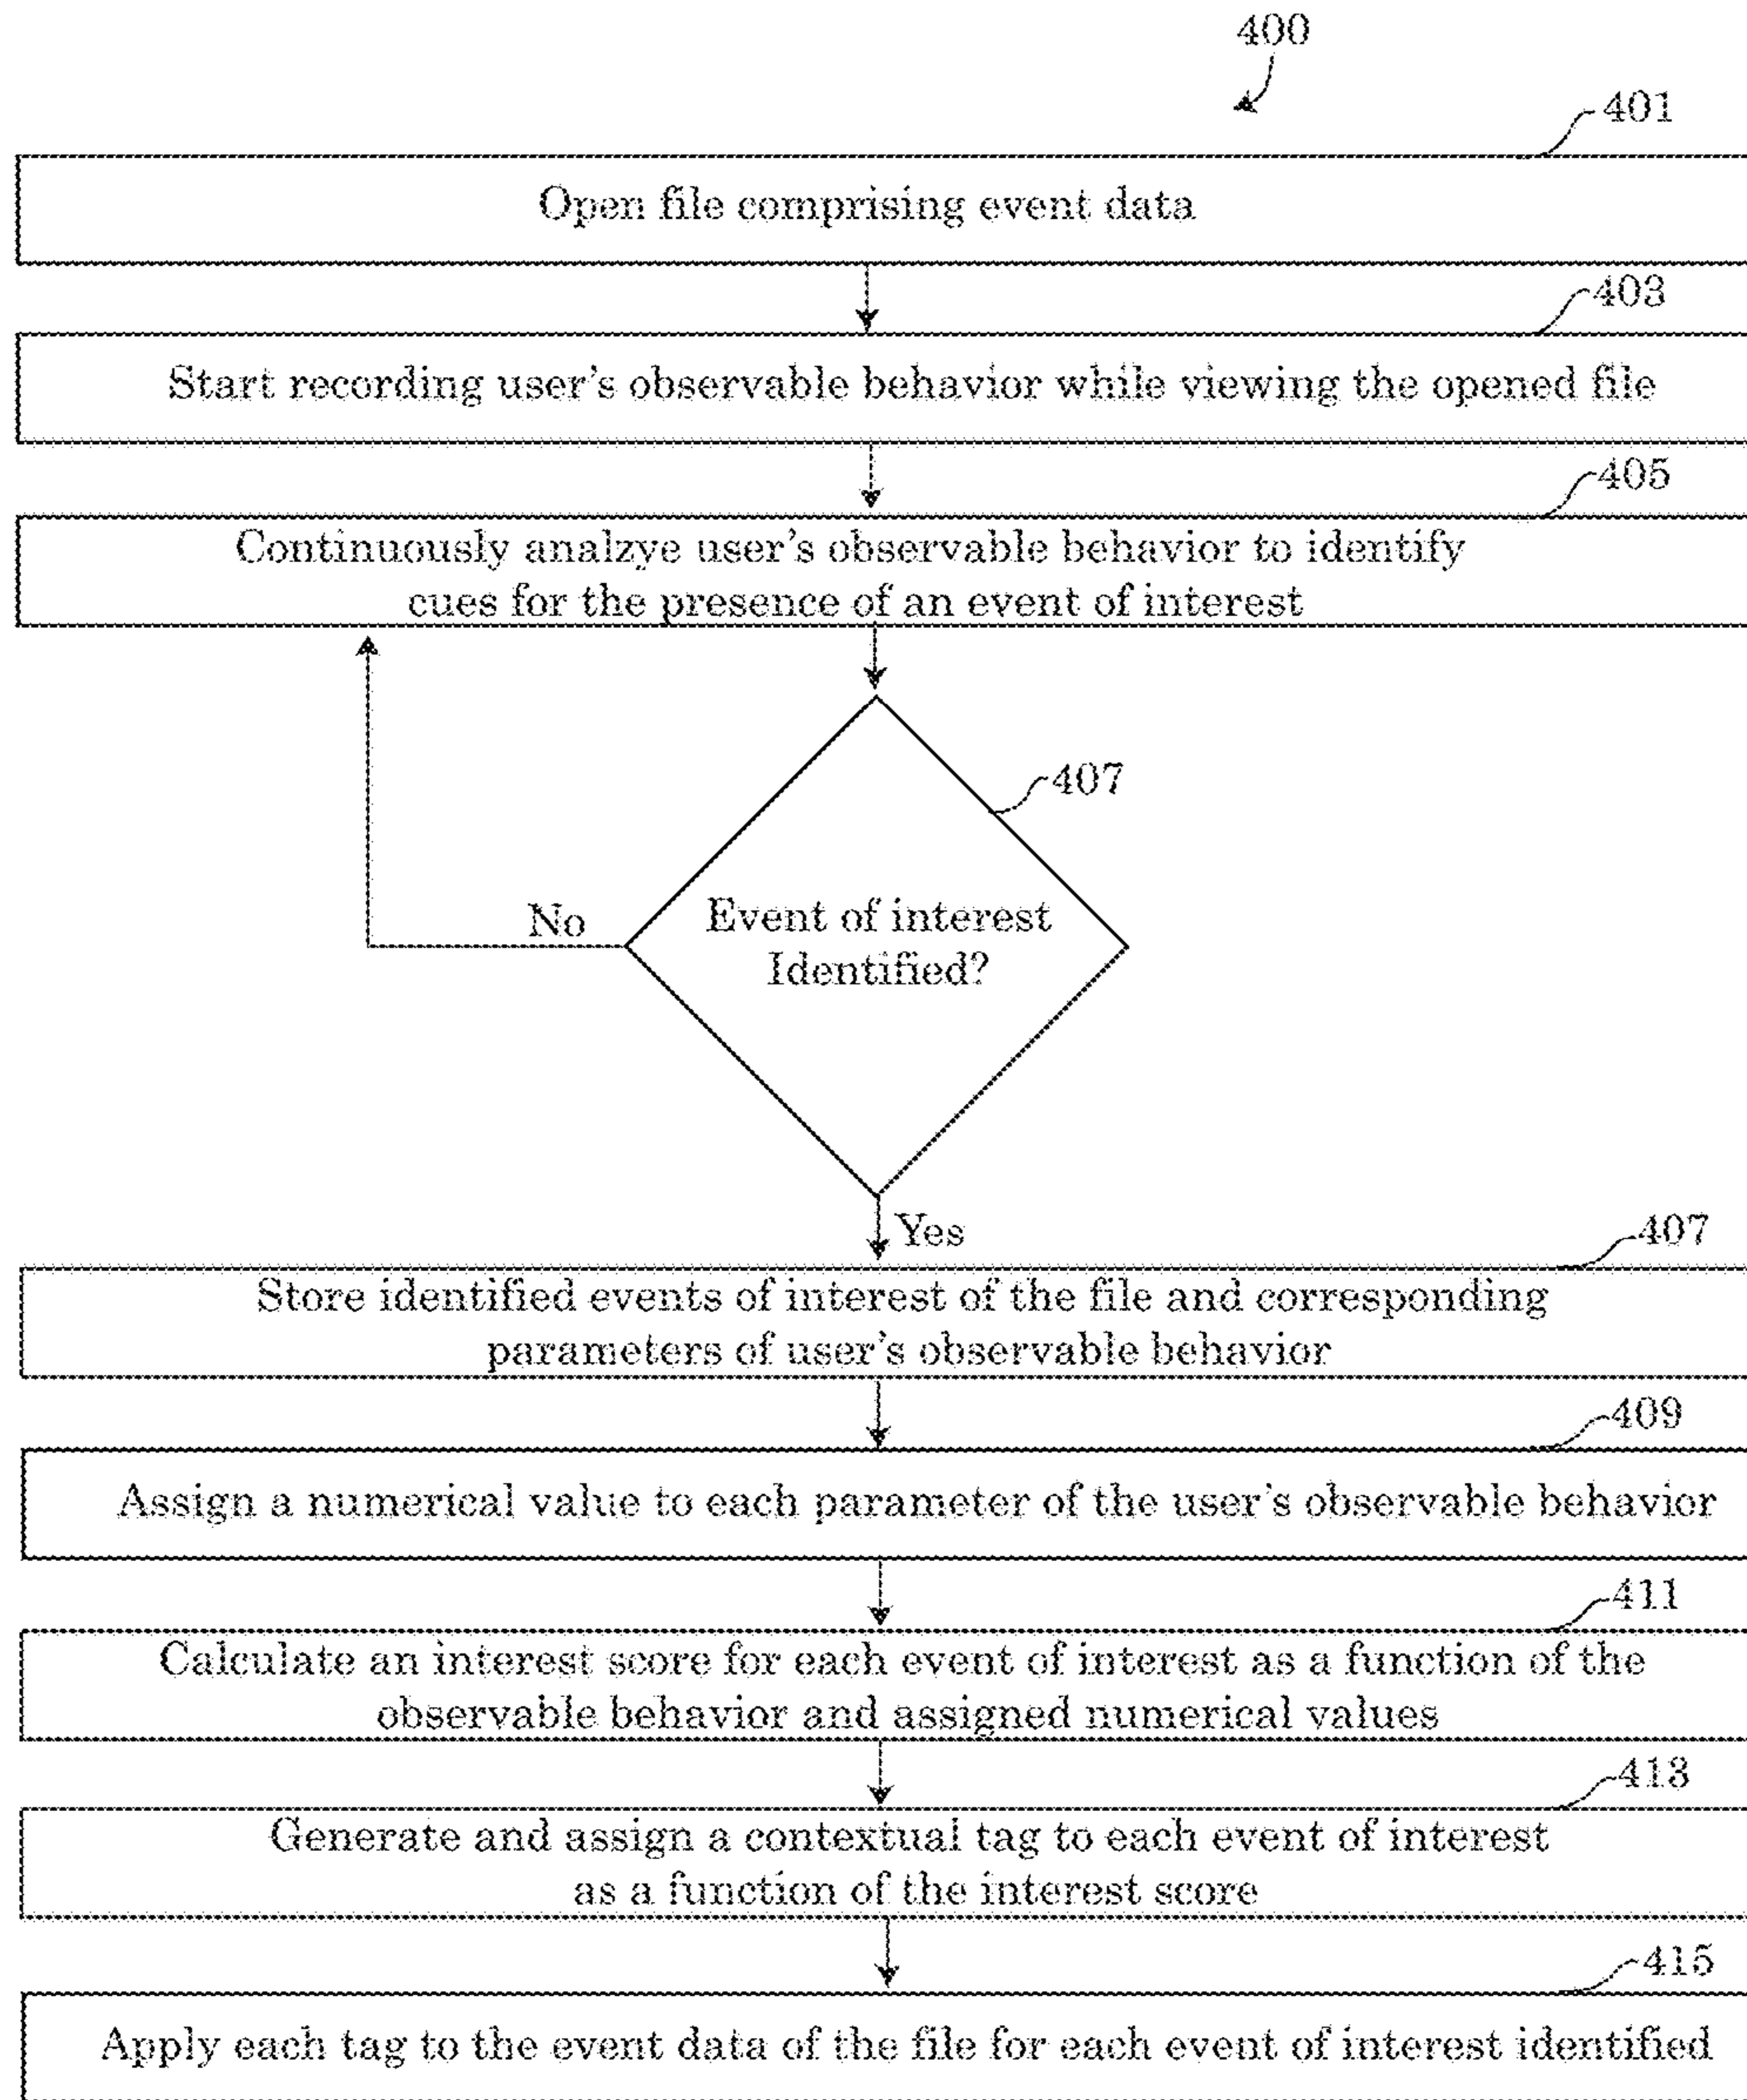 400
401
Open file comprising event data
403
Start recording user's observable behavior while viewing the opened file
405
Continuously analzye user's observable behavior to identify
cues for the presence of an event of interest
407
No
Event of interest
Identified?
Yes
407
Store identified events of interest of the file and corresponding
parameters of user's observable behavior
409
Assign a numerical value to each parameter of the user's observable behavior
411
Calculate an interest score for each event of interest as a function of the
observable behavior and assigned numerical values
413
Generate and assign a contextual tag to each event of interest
as a function of the interest score
415
Apply each tag to the event data of the file for each event of interest identified